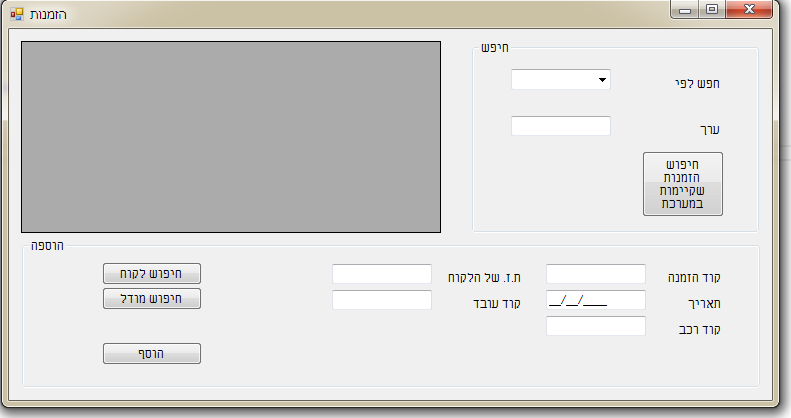 הזמנות
חיפוש
חפש לפי
ערך
חיפוש
הזמנות
שקיימות
במערכת
הוספה
קוד הזמנה
ת.ז. של הלקוח
חיפוש לקוח
תאריך __/__/____
קוד עובד
חיפוש מודל
קוד רכב
הוסף